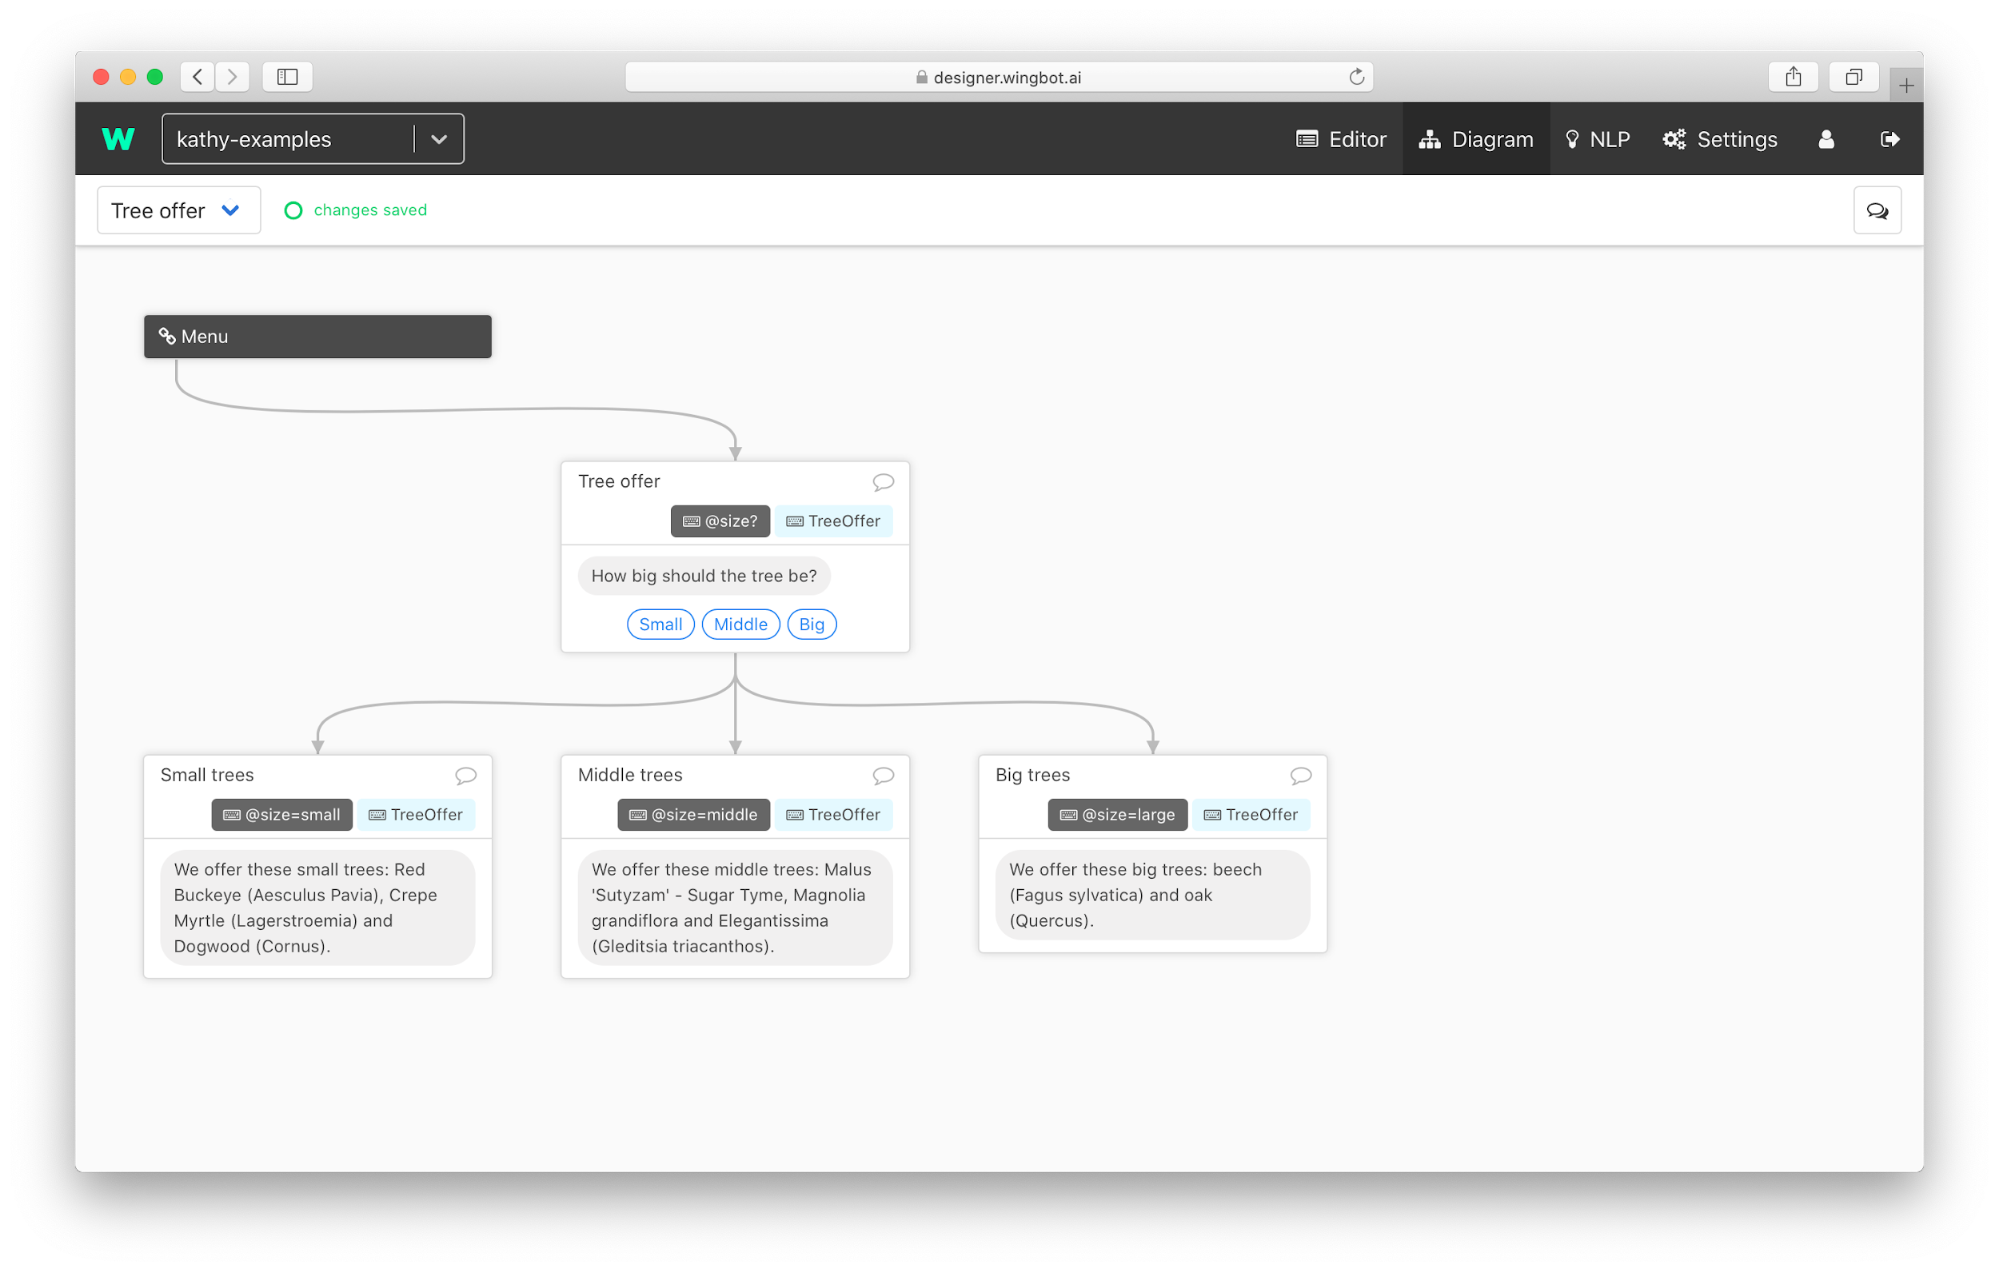 designer.wingbot.ai
W
kathy-examples
Editor
Diagram
NLP
Settings
Tree offer
changes saved
Menu
Tree offer
@size?
TreeOffer
How big should the tree be?
Small
Middle
Big
Small trees
@size=small
TreeOffer
We offer these small trees: Red
Buckeye (Aesculus Pavia), Crepe
Myrtle (Lagerstroemia) and
Dogwood (Cornus).
Middle trees
@size=middle
TreeOffer
We offer these middle trees: Malus
'Sutyzam' - Sugar Tyme, Magnolia
grandiflora and Elegantissima
(Gleditsia triacanthos).
Big trees
@size=large
TreeOffer
We offer these big trees: beech
(Fagus sylvatica) and oak
(Quercus).